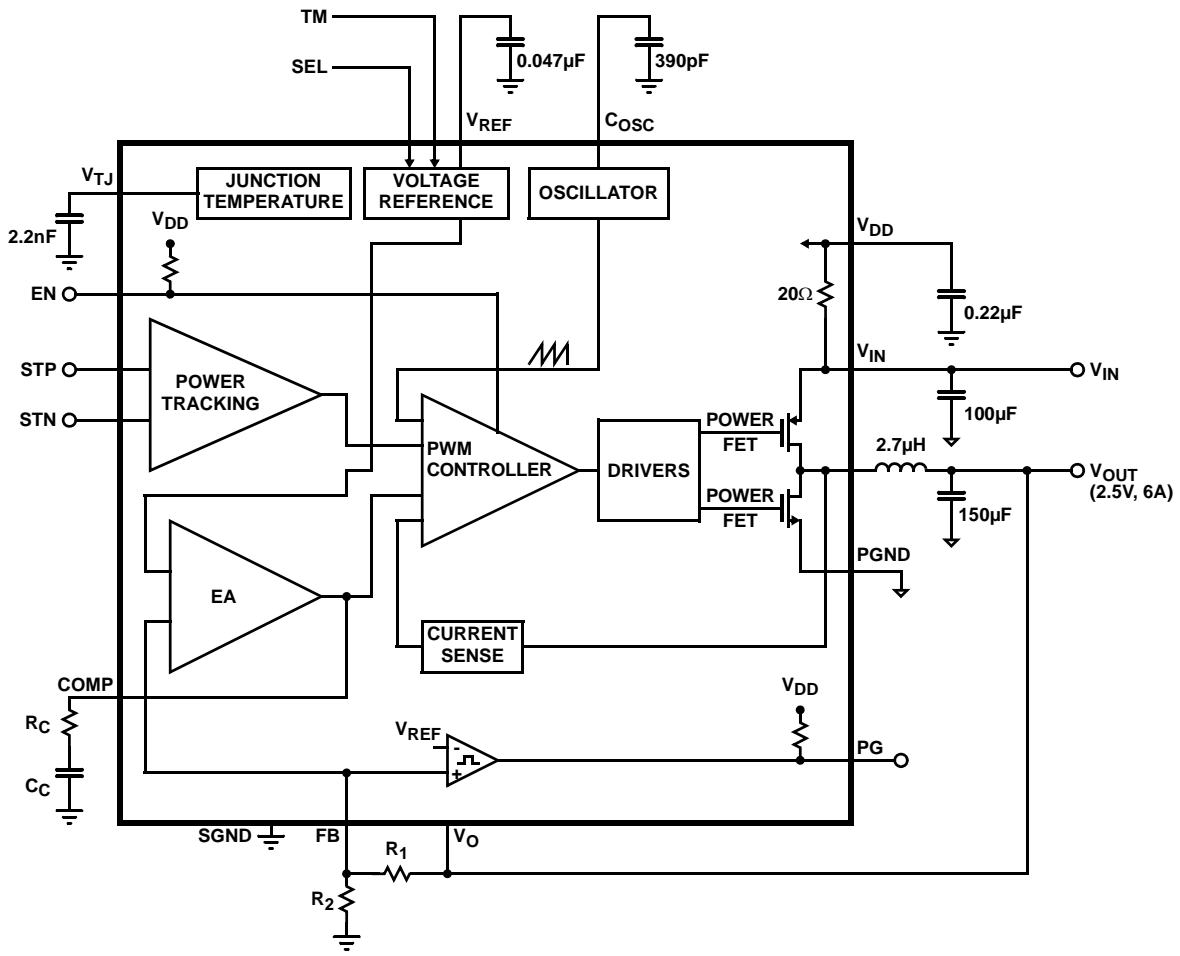 TM
0.047µF
390pF
SEL
VREF
COSC
VTJ
JUNCTION
TEMPERATURE
VOLTAGE
REFERENCE
OSCILLATOR
2.2nF
VDD
VDD
EN
20Ω
0.22µF
STP
POWER
TRACKING
STN
VIN
VIN
100µF
PWM
CONTROLLER
DRIVERS
POWER
FET
POWER
FET
2.7µH
VOUT
(2.5V, 6A)
150µF
PGND
EA
CURRENT
SENSE
COMP
RC
CC
VREF
-
+
VDD
PG
SGND
FB
VO
R1
R2